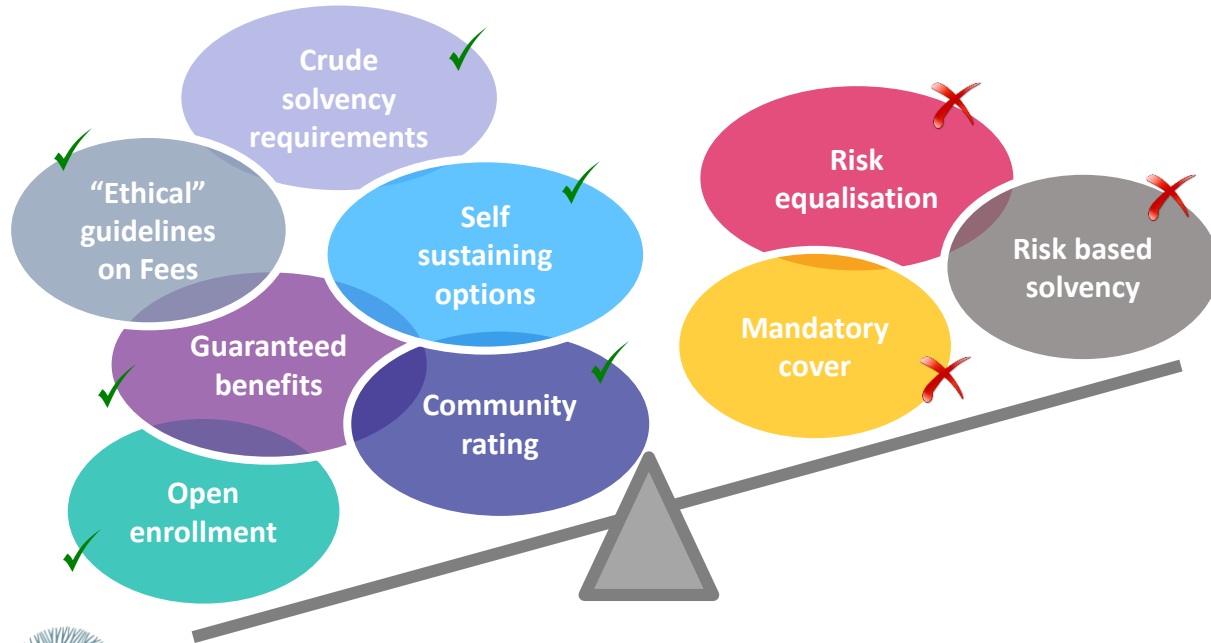 Crude
solvency
requirements
“Ethical”
guidelines
on Fees
Self
sustaining
options
Guaranteed
benefits
Community
rating
Open
enrollment
Risk
equalisation
Risk based
solvency
Mandatory
cover